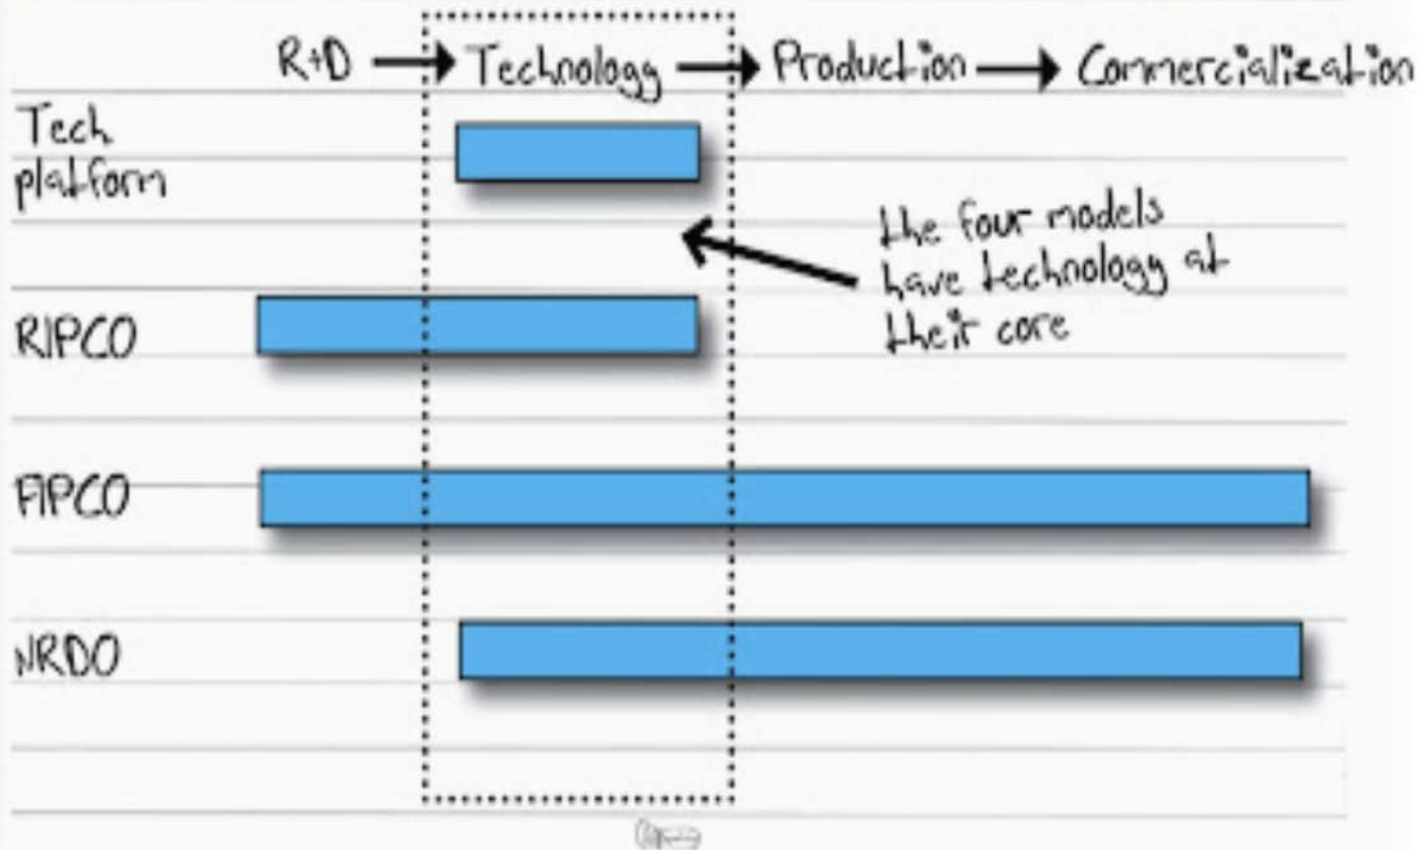 R+D → Technology → Production → Commercialization
Tech
platform
the four models
have technology at
their core
RIPCO
FIPCO
NRDO